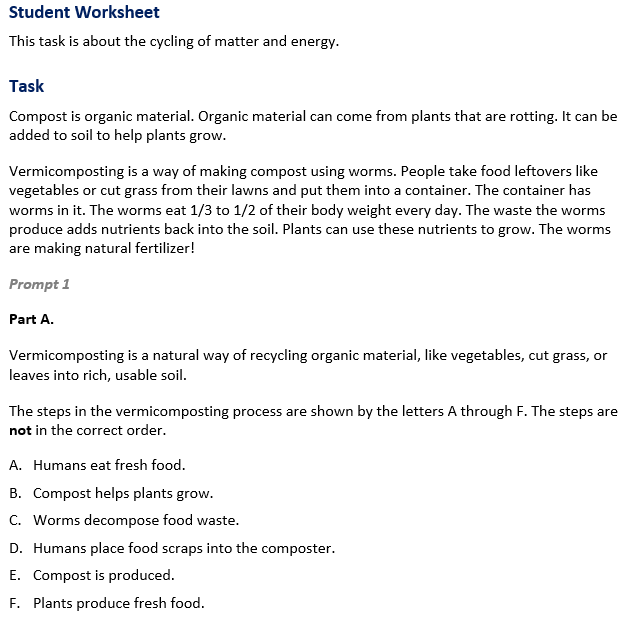 Student Worksheet
This task is about the cycling of matter and energy.
Task
Compost is organic material. Organic material can come from plants that are rotting. It can be
added to soil to help plants grow.
Vermicomposting is a way of making compost using worms. People take food leftovers like
vegetables or cut grass from their lawns and put them into a container. The container has
worms in it. The worms eat 1/3 to 1/2 of their body weight every day. The waste the worms
produce adds nutrients back into the soil. Plants can use these nutrients to grow. The worms
are making natural fertilizer!
Prompt 1
Part A.
Vermicomposting is a natural way of recycling organic material, like vegetables, cut grass, or
leaves into rich, usable soil.
The steps in the vermicomposting process are shown by the letters A through F. The steps are
not in the correct order.
A. Humans eat fresh food.
B. Compost helps plants grow.
C. Worms decompose food waste.
D. Humans place food scraps into the composter.
E. Compost is produced.
F. Plants produce fresh food.